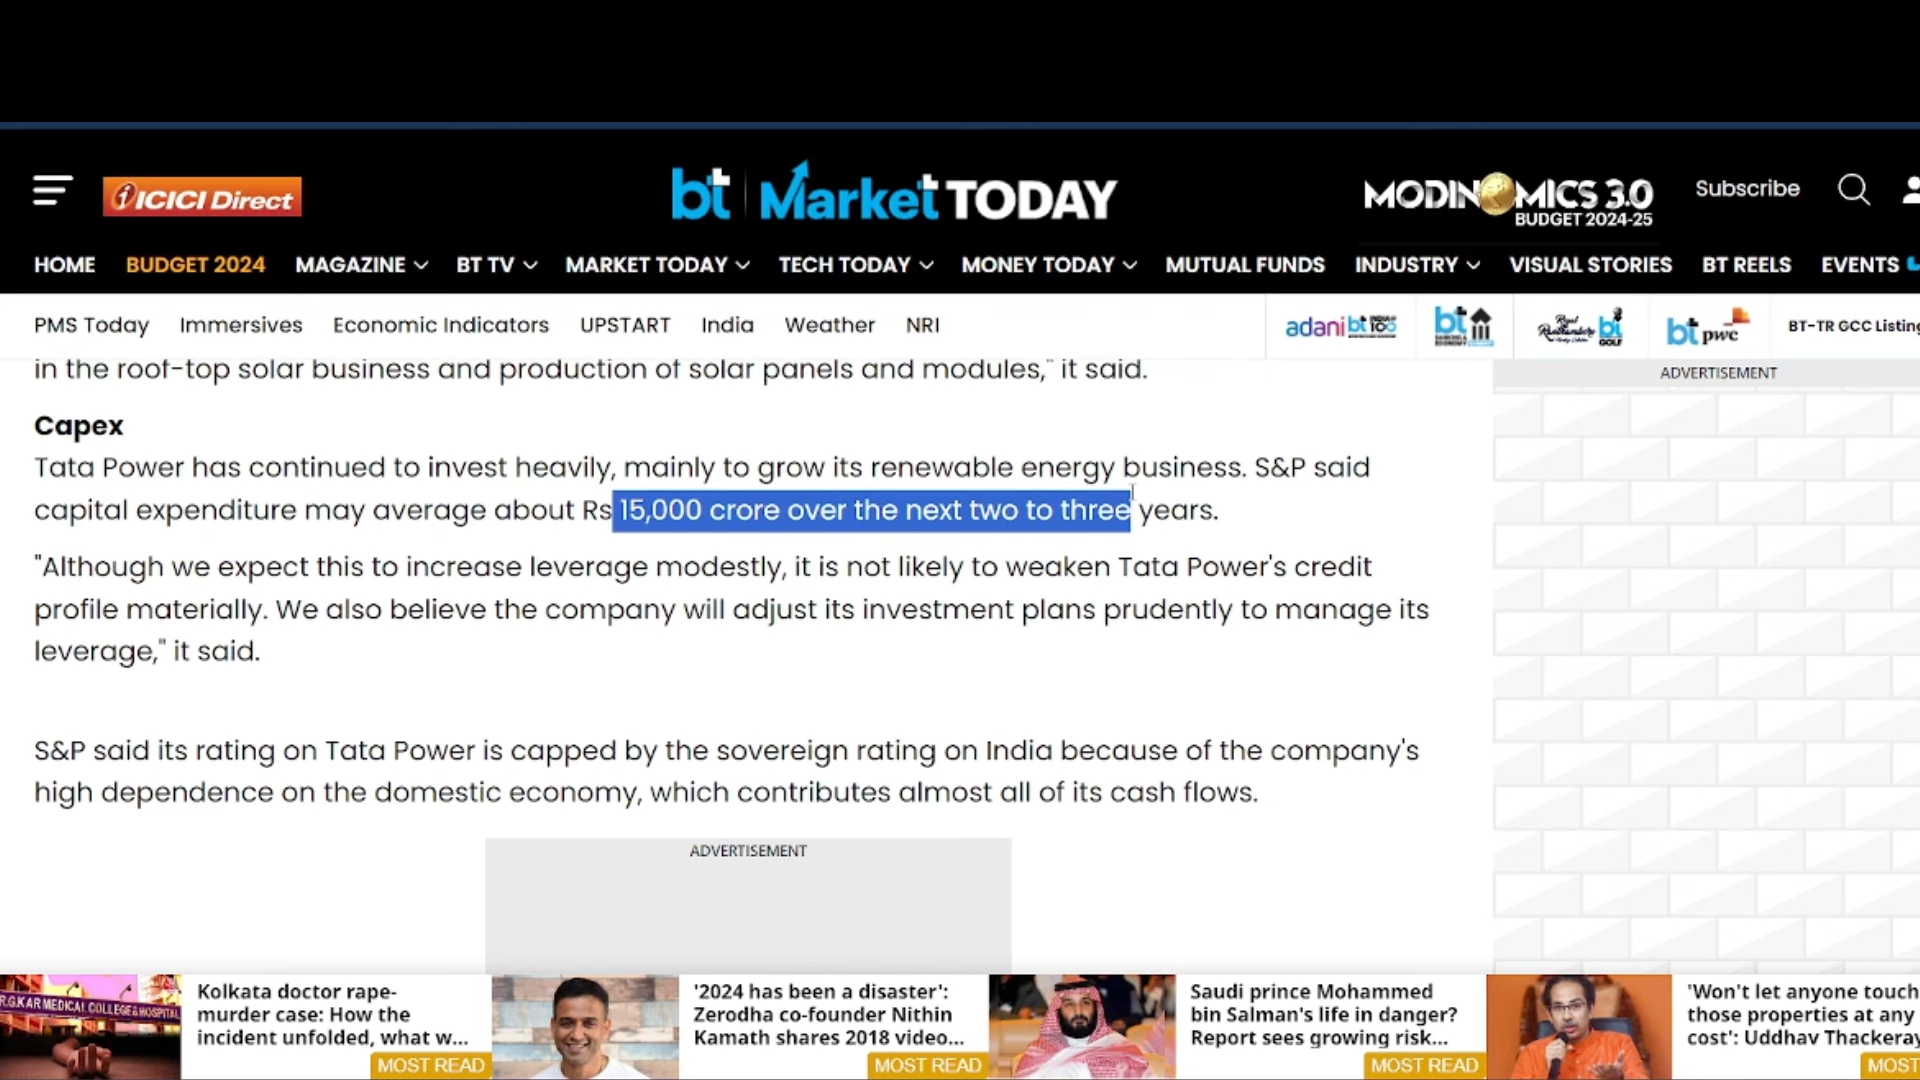 ICICI Direct
bt Market TODAY
MODINOMICS 3.0
BUDGET 2024-25
Subscribe
HOME BUDGET 2024 MAGAZINE BT TV MARKET TODAY TECH TODAY MONEY TODAY MUTUAL FUNDS INDUSTRY VISUAL STORIES BT REELS EVENTS
PMS Today Immersives Economic Indicators UPSTART India Weather NRI
adani bt
bt
bt GOLF
bt pwc
BT-TR GCC Listing
in the roof-top solar business and production of solar panels and modules," it said.
ADVERTISEMENT
Capex
Tata Power has continued to invest heavily, mainly to grow its renewable energy business. S&P said
capital expenditure may average about Rs 15,000 crore over the next two to three years.
"Although we expect this to increase leverage modestly, it is not likely to weaken Tata Power's credit
profile materially. We also believe the company will adjust its investment plans prudently to manage its
leverage," it said.
S&P said its rating on Tata Power is capped by the sovereign rating on India because of the company's
high dependence on the domestic economy, which contributes almost all of its cash flows.
ADVERTISEMENT
R.G.KAR MEDICAL COLLEGE & HOSPITAL
Kolkata doctor rape-
murder case: How the
incident unfolded, what w...
MOST READ
'2024 has been a disaster':
Zerodha co-founder Nithin
Kamath shares 2018 video...
MOST READ
Saudi prince Mohammed
bin Salman's life in danger?
Report sees growing risk...
MOST READ
'Won't let anyone touch
those properties at any
cost': Uddhav Thackeray
MOST